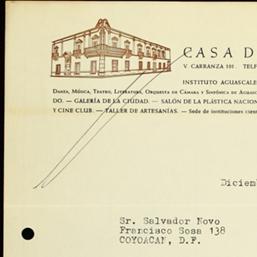 CASA D
V. CARRANZA 101. TELF
INSTITUTO AGUASCALE
DANZA, MÚSICA, TEATRO, LITERATURA, ORQUESTA DE CÁMARA Y SINFÓNICA DE AGUASC
DO. — GALERÍA DE LA CIUDAD. — SALÓN DE LA PLÁSTICA NACION
Y CINE CLUB. — TALLER DE ARTESANÍAS. — Sede de instituciones cient
Diciem
Sr. Salvador Novo
Francisco Sosa 138
COYOACAN, D.F.